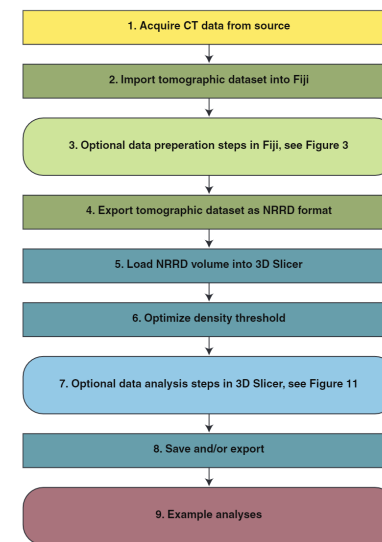 1. Acquire CT data from source
2. Import tomographic dataset into Fiji
3. Optional data preperation steps in Fiji, see Figure 3
4. Export tomographic dataset as NRRD format
5. Load NRRD volume into 3D Slicer
6. Optimize density threshold
7. Optional data analysis steps in 3D Slicer, see Figure 11
8. Save and/or export
9. Example analyses